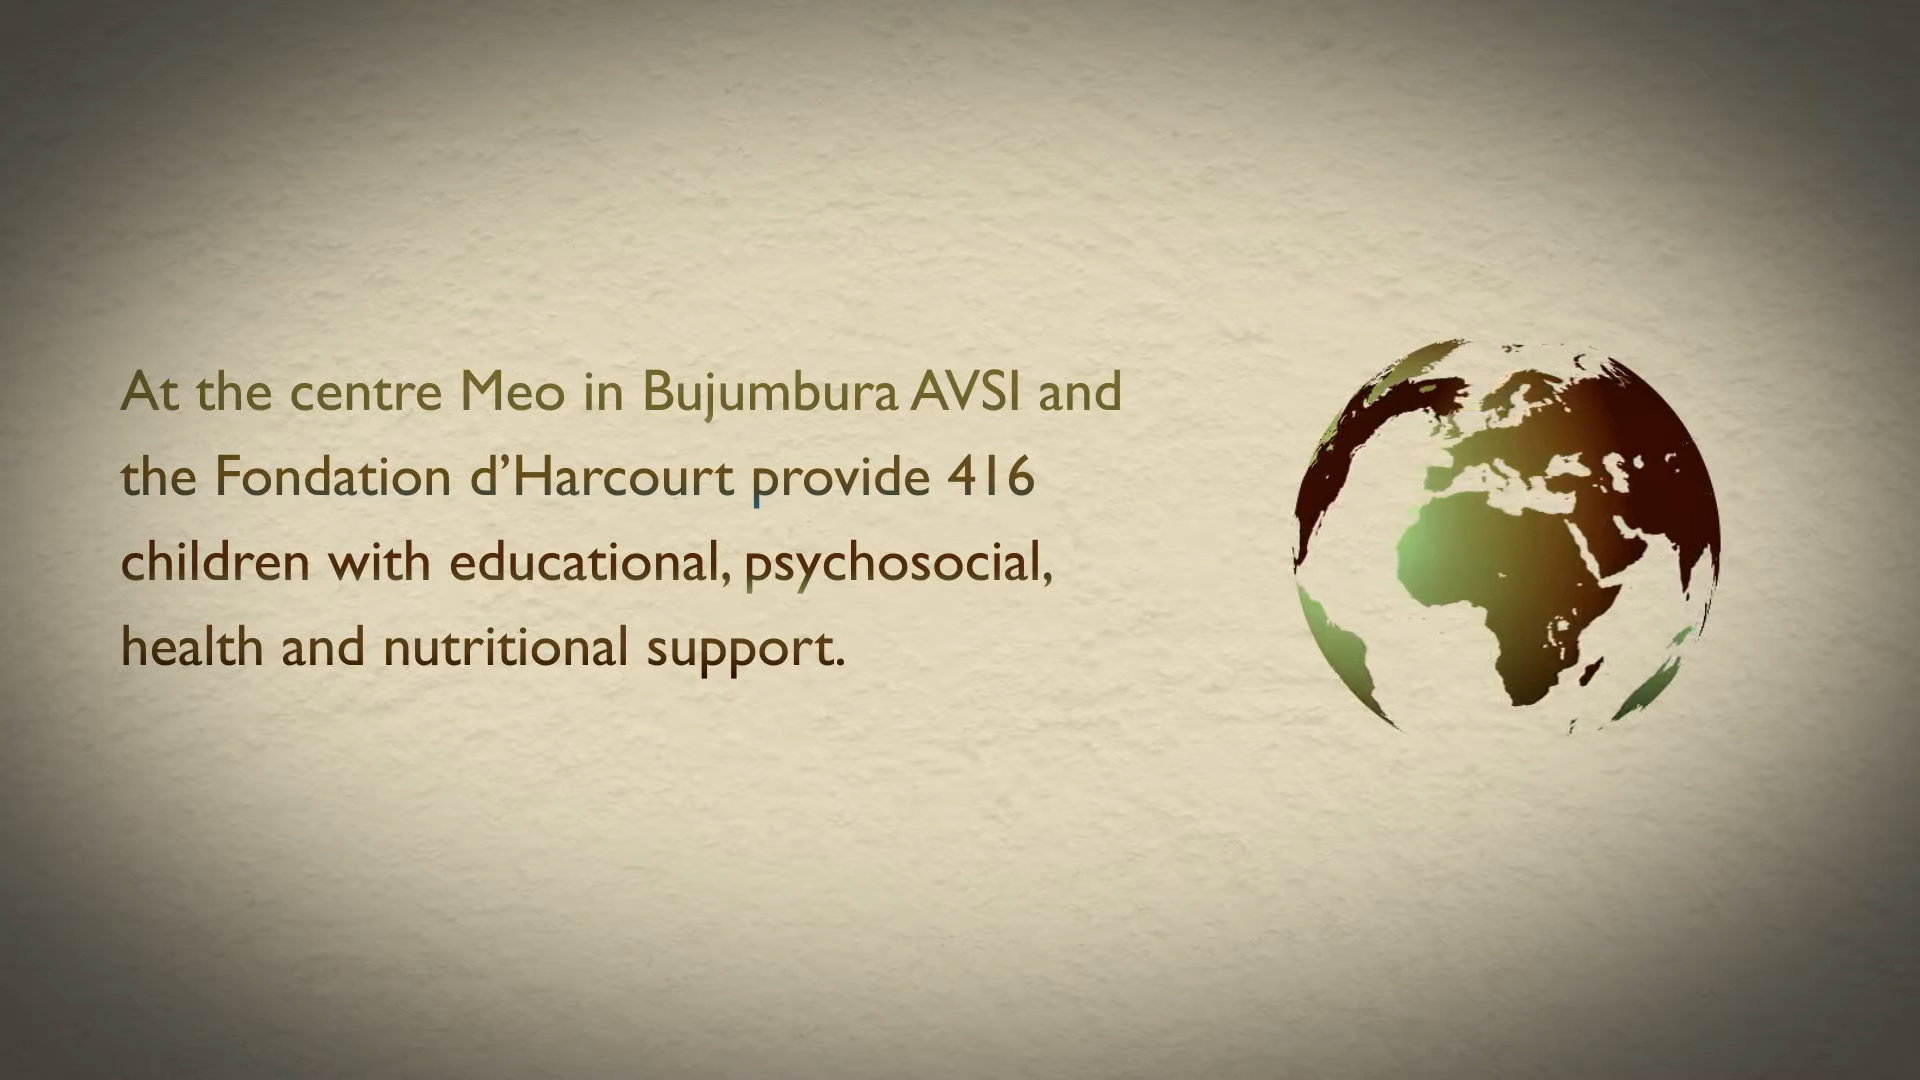 At the centre Meo in Bujumbura AVSI and
the Fondation d’Harcourt provide 416
children with educational, psychosocial,
health and nutritional support.